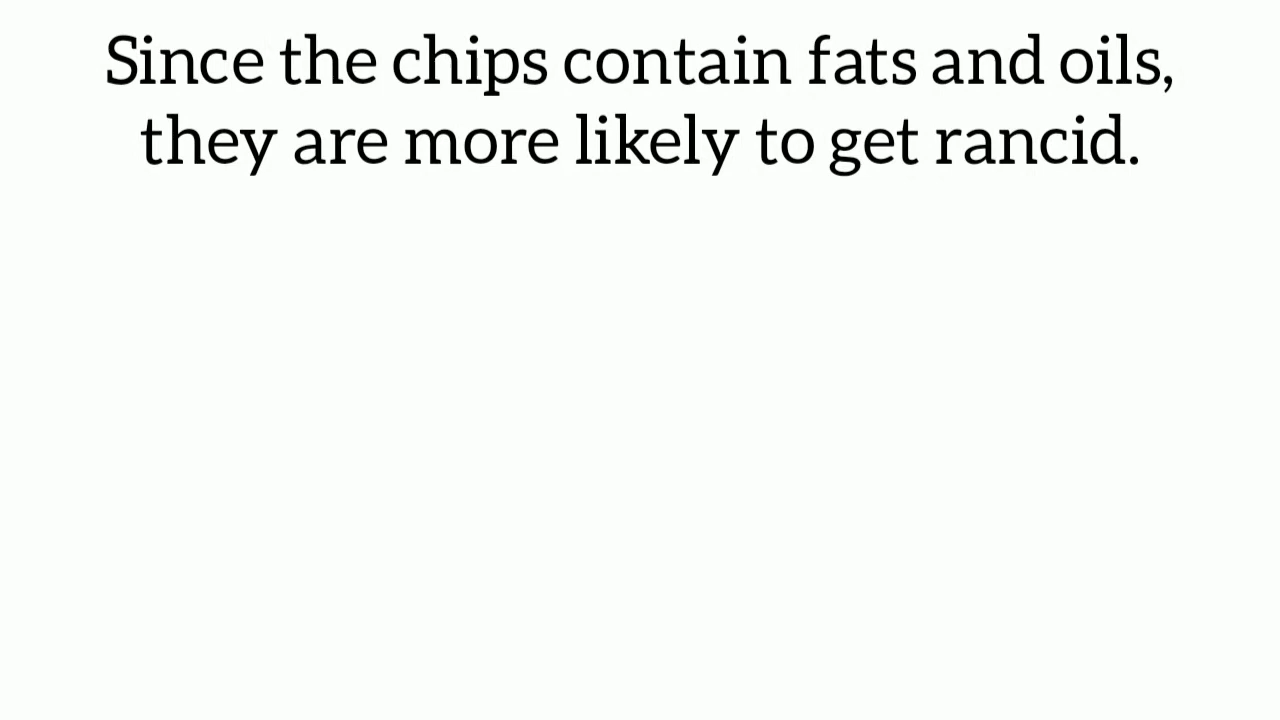 Since the chips contain fats and oils,
they are more likely to get rancid.